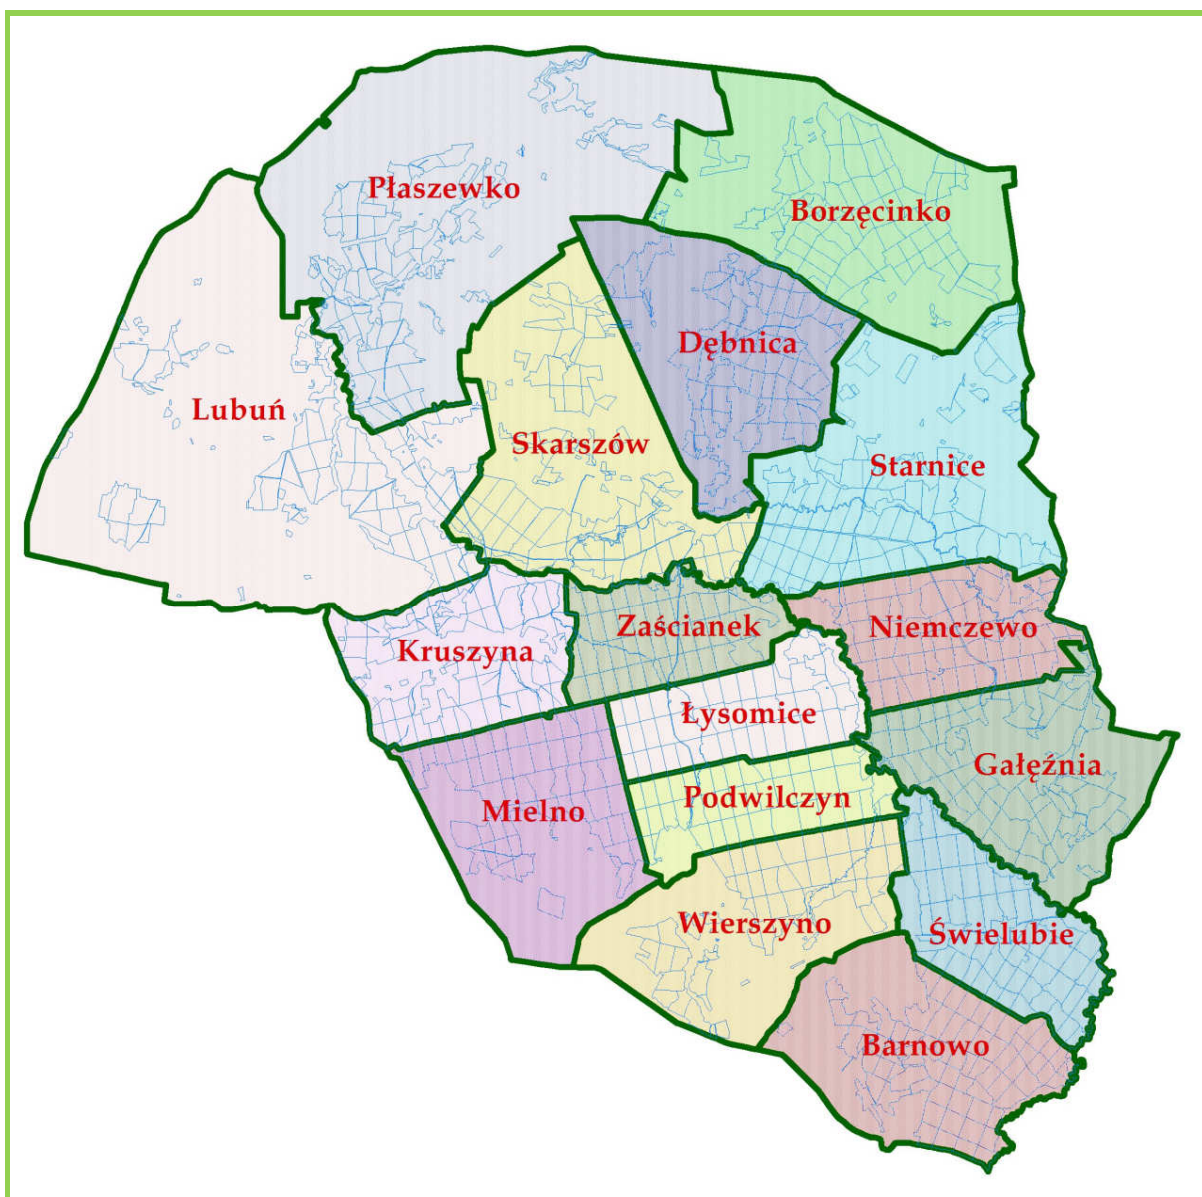 Płaszewko
Borzęcinko
Dębnica
Lubuń
Skarszów
Starnice
Zaścianek
Niemczewo
Kruszyna
Łysomice
Gałęźnia
Podwilczyn
Mielno
Wierszyno
Świelubie
Barnowo